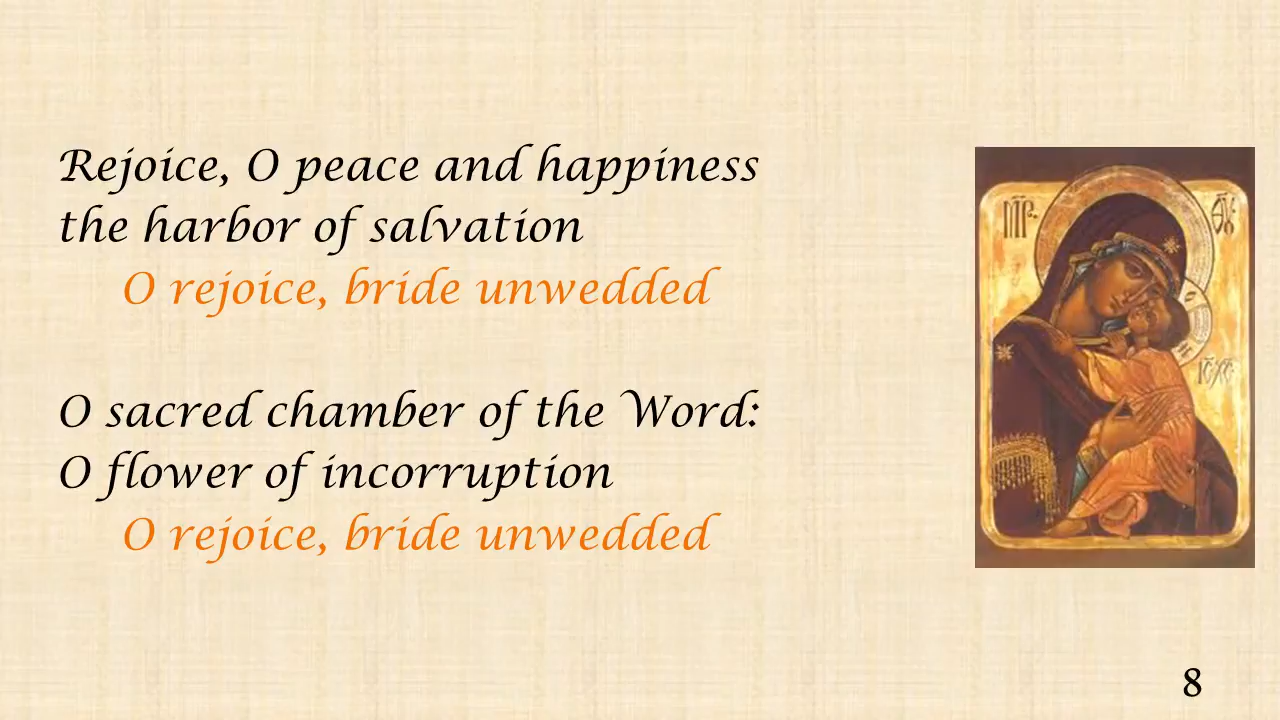 Rejoice, O peace and happiness
the harbor of salvation
O rejoice, bride unwedded
O sacred chamber of the Word:
O flower of incorruption
O rejoice, bride unwedded
8